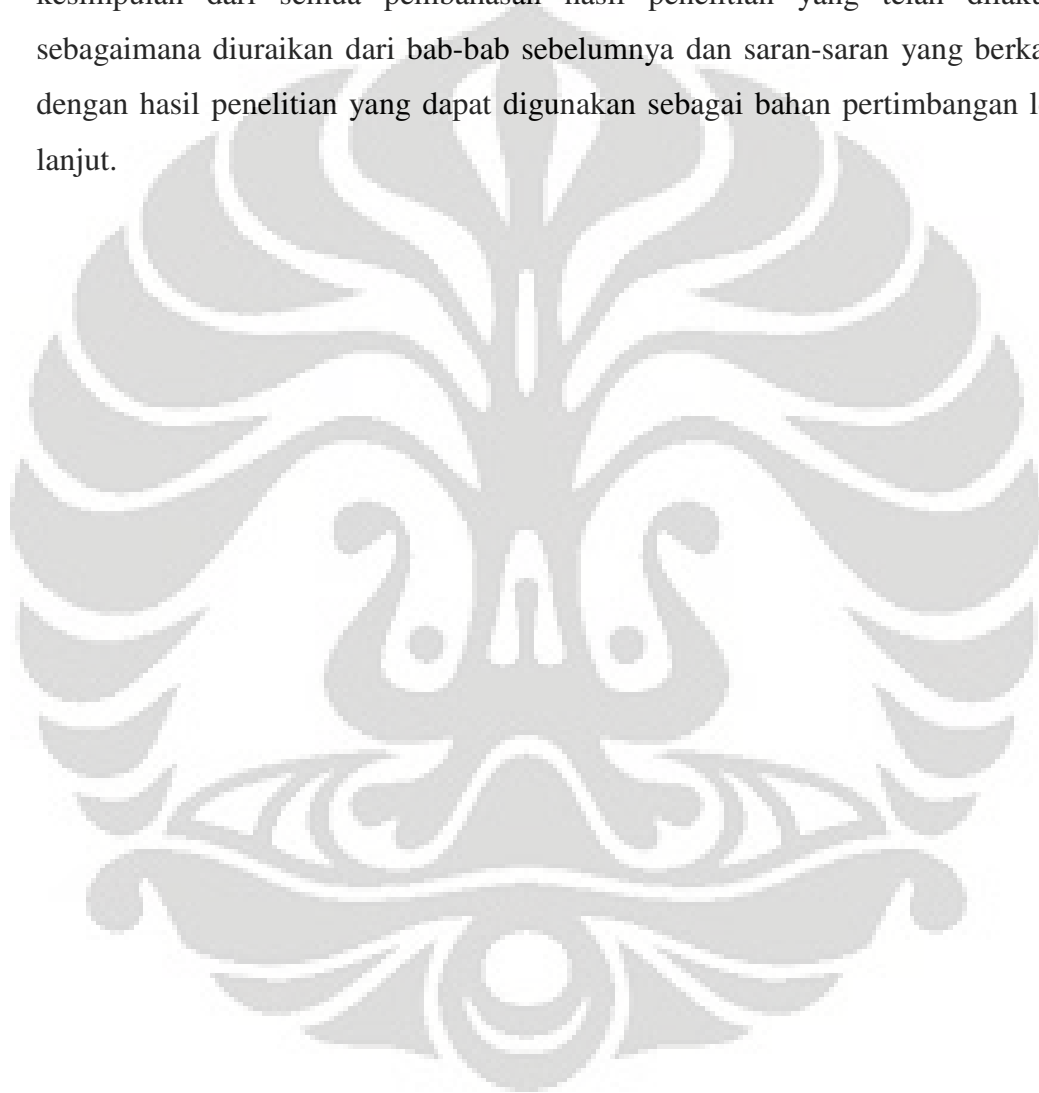 kesimpulan dari semua pembahasan hasil penelitian yang telah
sebagaimana diuraikan dari bab-bab sebelumnya dan saran-saran yang
dengan hasil penelitian yang dapat digunakan sebagai bahan pertimbangan
lanjut.